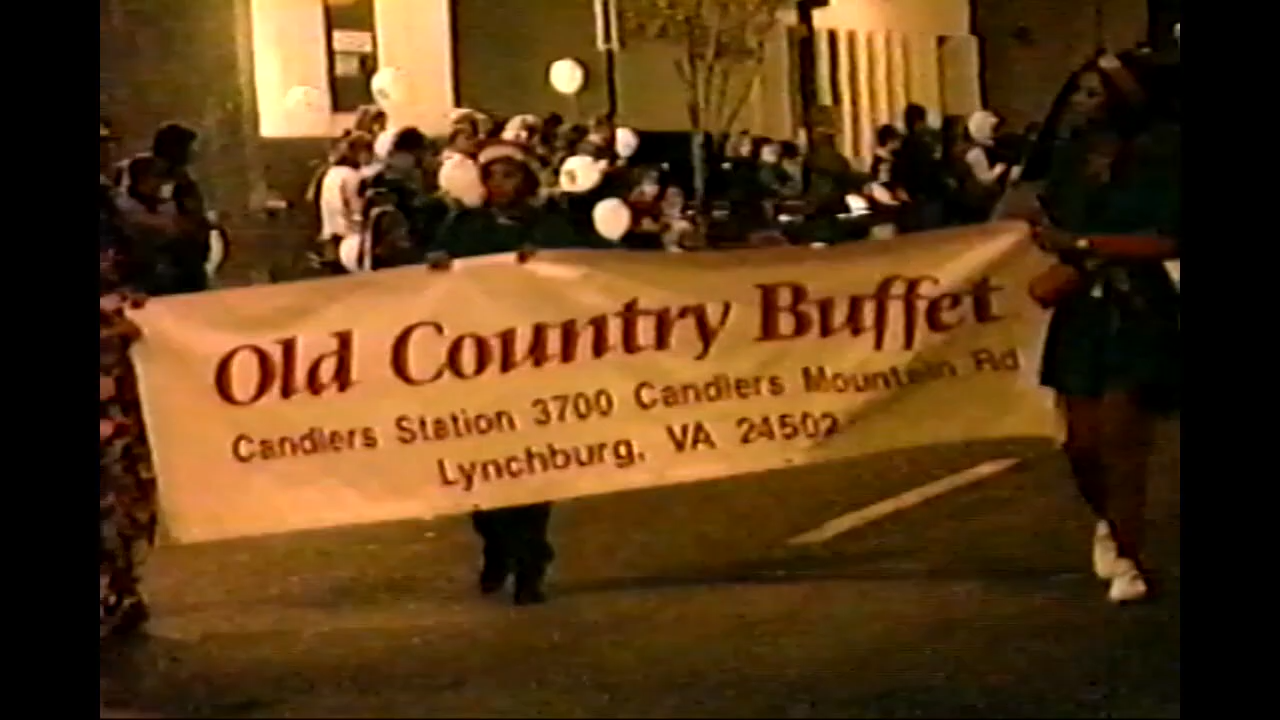 Old Country Buffet
Candlers Station 3700 Candlers Mountain Rd
Lynchburg, VA 24502